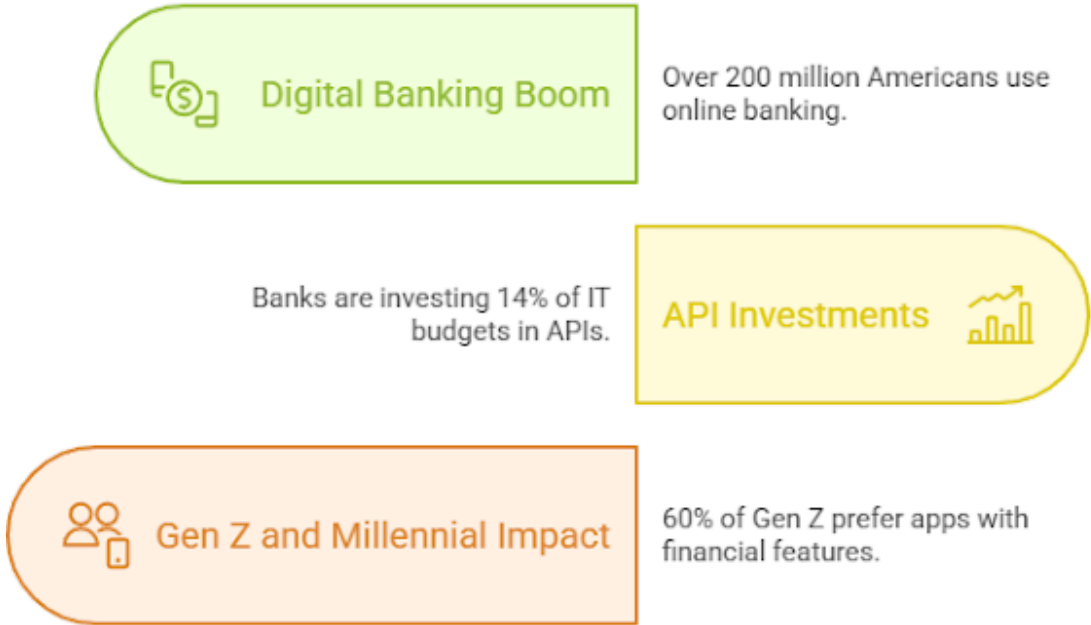 Digital Banking Boom
Over 200 million Americans use
online banking.
Banks are investing 14% of IT
budgets in APIs.
API Investments
Gen Z and Millennial Impact
60% of Gen Z prefer apps with
financial features.